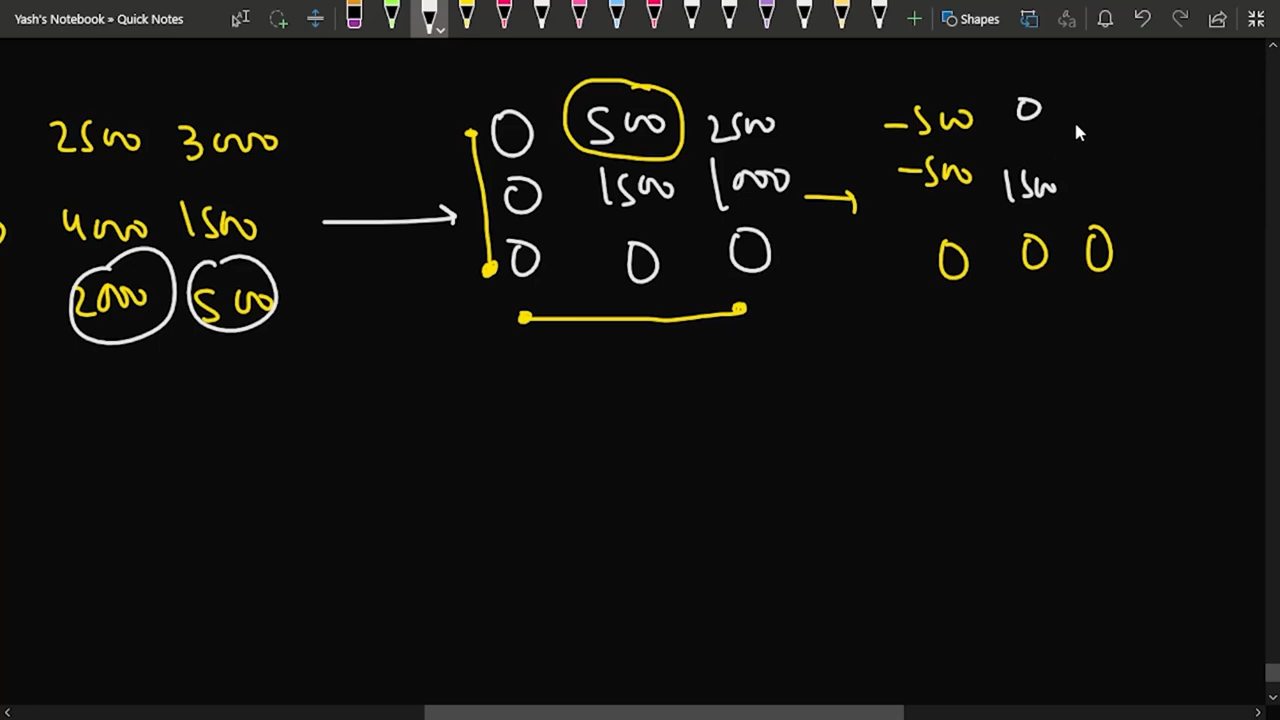 Yash's Notebook » Quick Notes
Shapes
2500 3000
4000 1500
2000 500
0 500 2500
0 1500 1000
0 0 0
-500 0
-500 1500
0 0 0